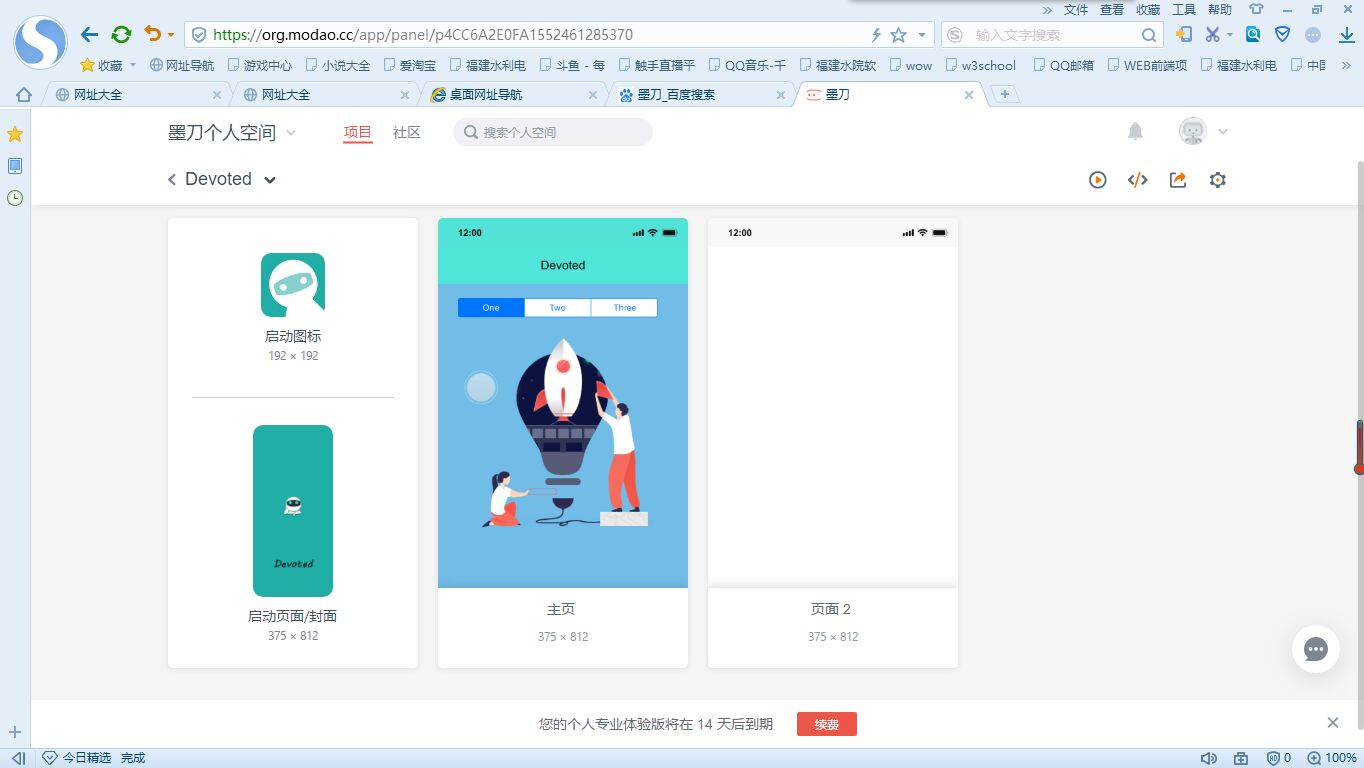 文件 查看 收藏 工具 帮助
https://org.modao.cc/app/panel/p4CC6A2E0FA1552461285370
输入文字搜索
收藏 网址导航 游戏中心 小说大全 爱淘宝 福建水利电 斗鱼 - 每 触手直播平 QQ音乐-千 福建水院软 wow w3school QQ邮箱 WEB前端项 福建水利电 中
网址大全 网址大全 桌面网址导航 墨刀_百度搜索 墨刀
墨刀个人空间 项目 社区 搜索个人空间
Devoted
启动图标
192 × 192
Devoted
启动页面/封面
375 × 812
12:00
Devoted
One Two Three
主页
375 × 812
12:00
页面 2
375 × 812
您的个人专业体验版将在 14 天后到期 续费
今日精选 完成 0 100%